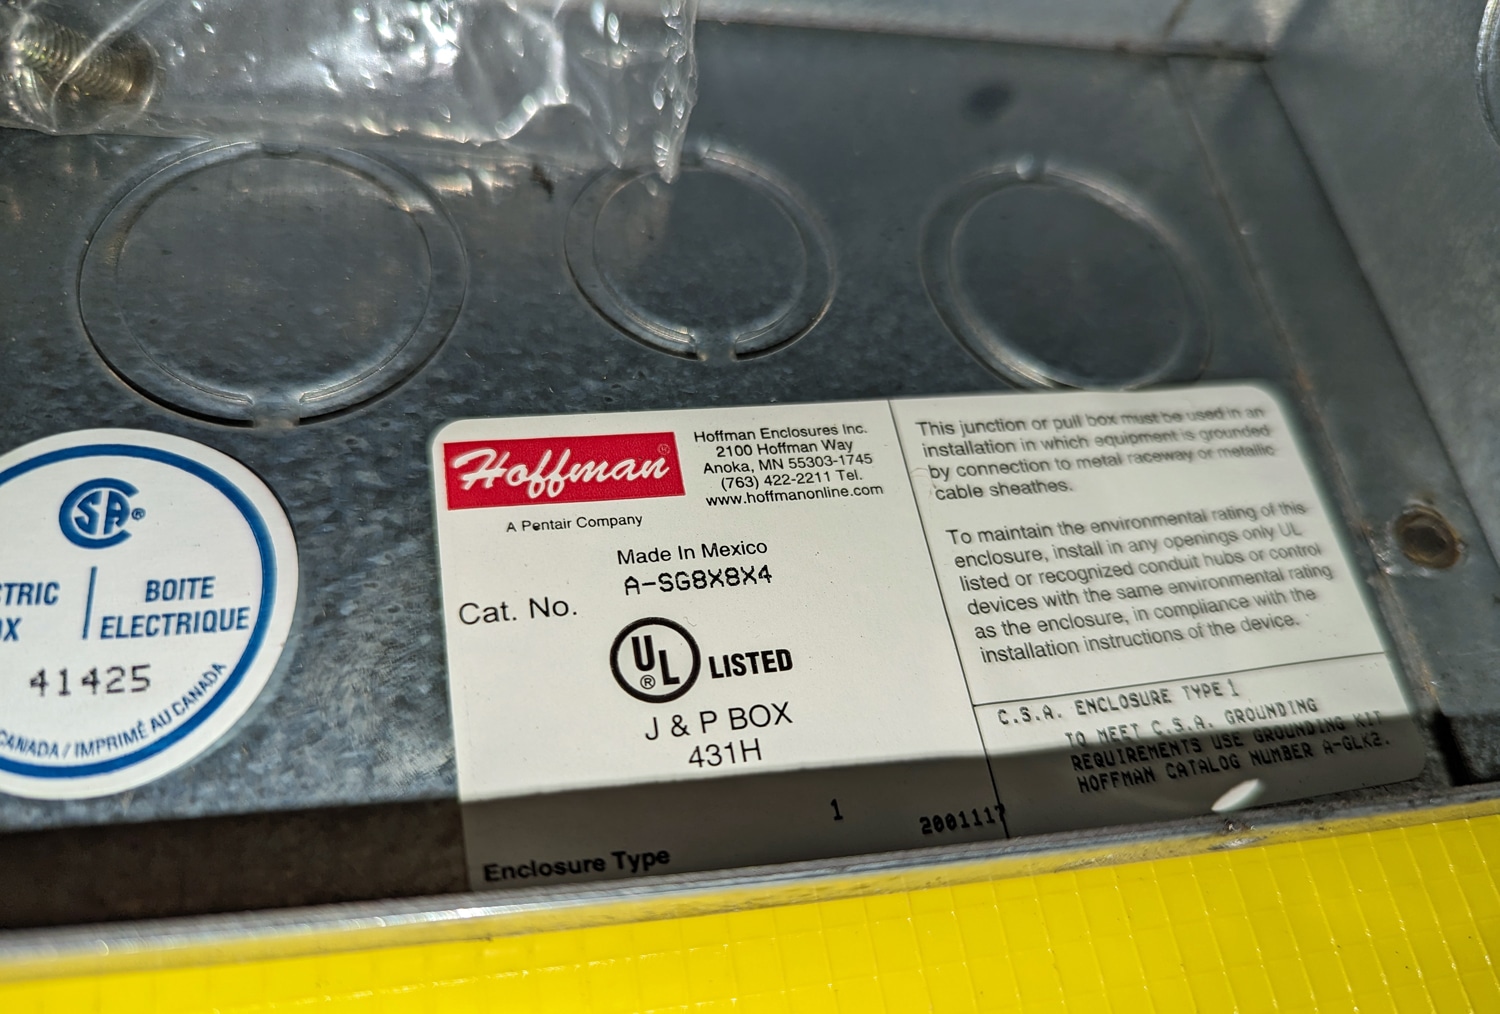 CSA®
TRIC
BOITE
OX
ELECTRIQUE
41425
CANADA / IMPRIMÉ AU CANADA
Hoffman®
A Pentair Company
Hoffman Enclosures Inc.
2100 Hoffman Way
Anoka, MN 55303-1745
(763) 422-2211 Tel.
www.hoffmanonline.com
Made In Mexico
A-SG8X8X4
Cat. No.
UL® LISTED
J & P BOX
431H
1
2001117
Enclosure Type
This junction or pull box must be used in an
installation in which equipment is grounded
by connection to metal raceway or metallic
cable sheathes.
To maintain the environmental rating of this
enclosure, install in any openings only UL
listed or recognized conduit hubs or control
devices with the same environmental rating
as the enclosure, in compliance with the
installation instructions of the device.
C.S.A. ENCLOSURE TYPE 1
TO MEET C.S.A. GROUNDING
REQUIREMENTS USE GROUNDING KIT
HOFFMAN CATALOG NUMBER A-GLK2.